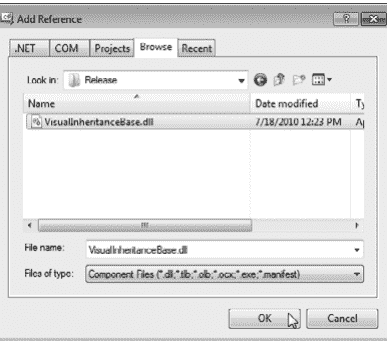 Add Reference
.NET COM Projects Browse Recent
Look in: Release
Name Date modified Ty
VisualInheritanceBase.dll 7/18/2010 12:23 PM Ap
File name: VisualInheritanceBase.dll
Files of type: Component Files (*.dll;*.tlb;*.olb;*.ocx;*.exe;*.manifest)
OK Cancel